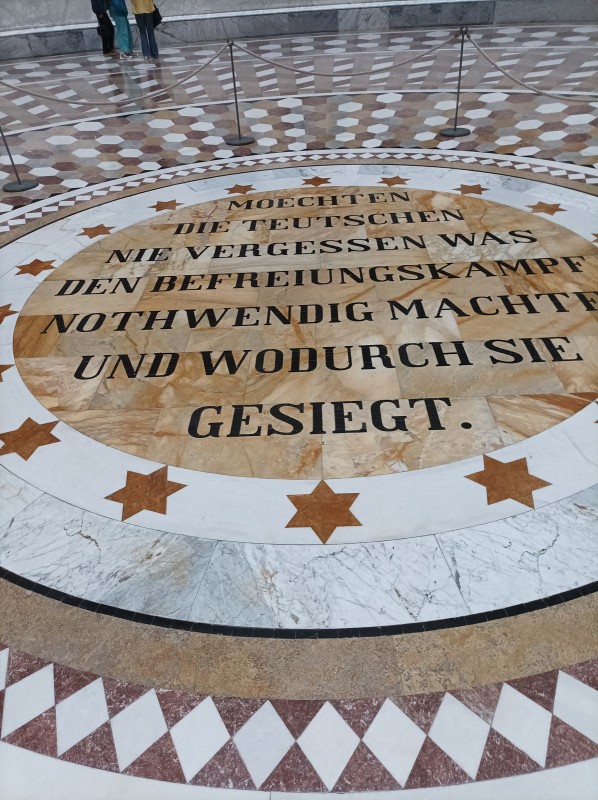 MOECHTEN
DIE TEUTSCHEN
NIE VERGESSEN WAS
DEN BEFREIUNGSKAMPF
NOTHWENDIG MACHTE
UND WODURCH SIE
GESIEGT.